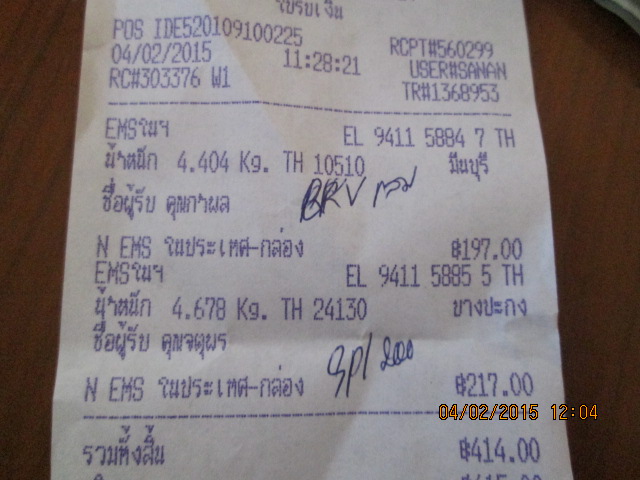 ใบรับเงิน
POS IDE520109100225 RCPT#560299
04/02/2015 11:28:21 USER#SANAN
RC#303376 W1 TR#1368953
EMSในฯ EL 9411 5884 7 TH
น้ำหนัก 4.404 Kg. TH 10510 มีนบุรี
ชื่อผู้รับ คุณกาผล
BRV
N EMS ในประเทศ-กล่อง ฿197.00
EMSในฯ EL 9411 5885 5 TH
น้ำหนัก 4.678 Kg. TH 24130 บางปะกง
ชื่อผู้รับ คุณจตุพร
N EMS ในประเทศ-กล่อง ฿217.00
04/02/2015 12:04
รวมทั้งสิ้น ฿414.00